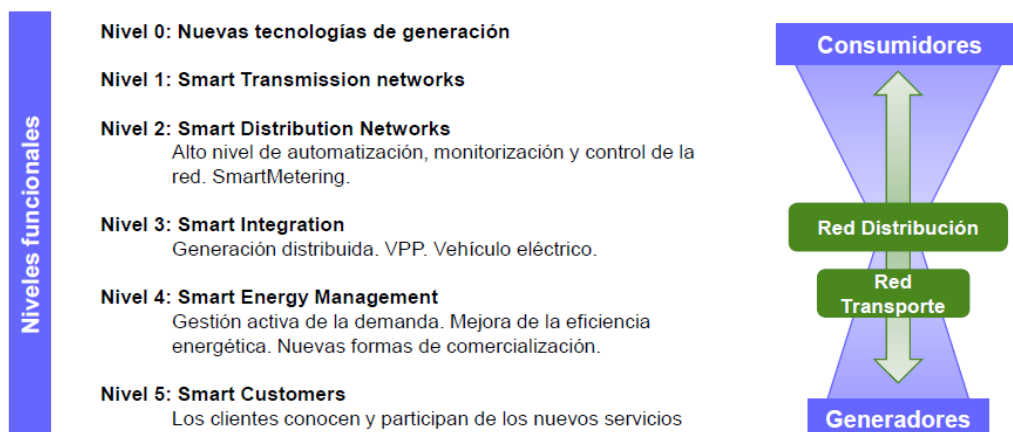 Niveles funcionales
Nivel 0: Nuevas tecnologías de generación
Nivel 1: Smart Transmission networks
Nivel 2: Smart Distribution Networks
Alto nivel de automatización, monitorización y control de la
red. SmartMetering.
Nivel 3: Smart Integration
Generación distribuida. VPP. Vehículo eléctrico.
Nivel 4: Smart Energy Management
Gestión activa de la demanda. Mejora de la eficiencia
energética. Nuevas formas de comercialización.
Nivel 5: Smart Customers
Los clientes conocen y participan de los nuevos servicios
Consumidores
Red Distribución
Red
Transporte
Generadores